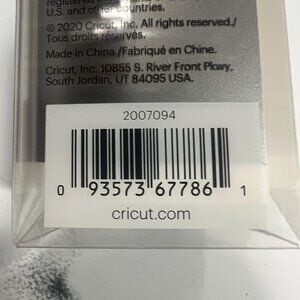 registered
U.S. and other countries.
© 2020 Cricut, Inc. All rights reserved./
Tous droits réservés.
Made in China./Fabriqué en Chine.
Cricut, Inc. 10855 S. River Front Pkwy,
South Jordan, UT 84095 USA.
2007094
0 93573 67786 1
cricut.com